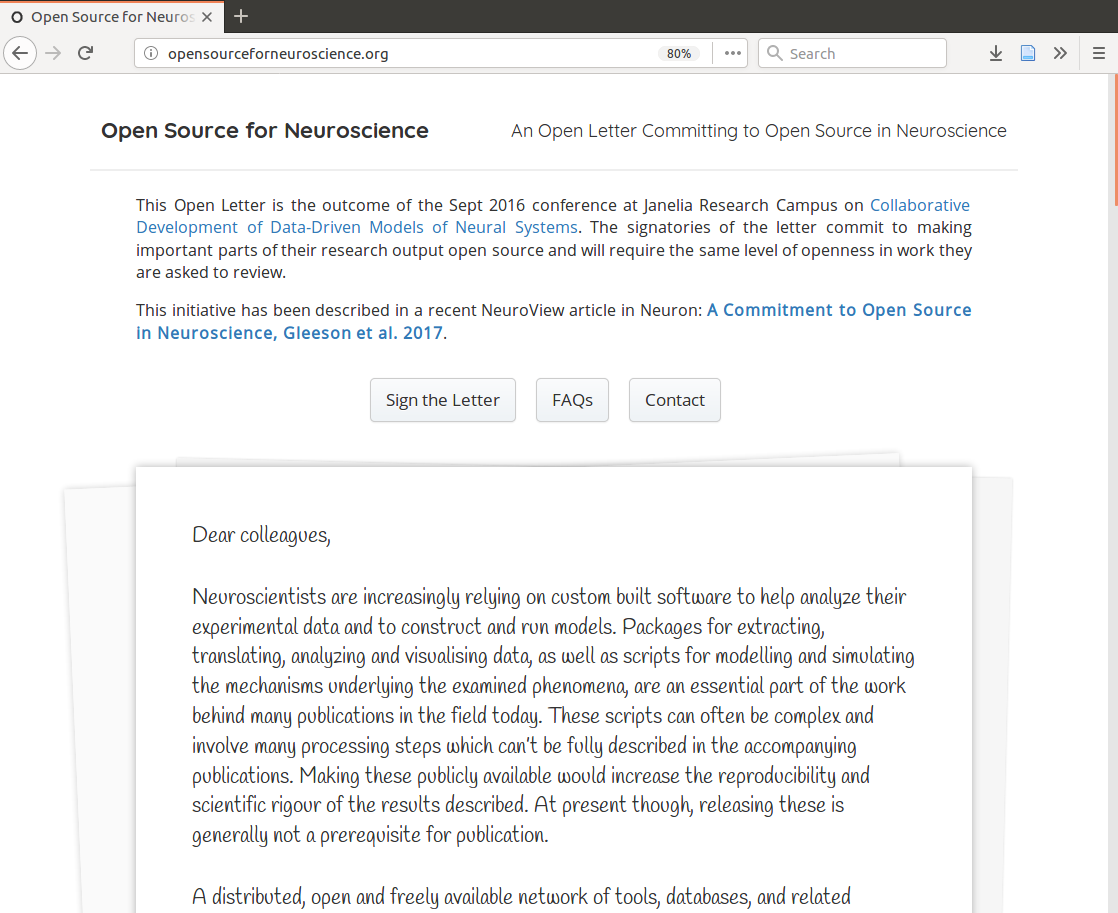 Open Source for Neuros
opensourceforneuroscience.org
80%
Search
Open Source for Neuroscience
An Open Letter Committing to Open Source in Neuroscience
This Open Letter is the outcome of the Sept 2016 conference at Janelia Research Campus on Collaborative
Development of Data-Driven Models of Neural Systems. The signatories of the letter commit to making
important parts of their research output open source and will require the same level of openness in work they
are asked to review.
This initiative has been described in a recent NeuroView article in Neuron: A Commitment to Open Source
in Neuroscience, Gleeson et al. 2017.
Sign the Letter
FAQs
Contact
Dear colleagues,
Neuroscientists are increasingly relying on custom built software to help analyze their
experimental data and to construct and run models. Packages for extracting,
translating, analyzing and visualising data, as well as scripts for modelling and simulating
the mechanisms underlying the examined phenomena, are an essential part of the work
behind many publications in the field today. These scripts can often be complex and
involve many processing steps which can't be fully described in the accompanying
publications. Making these publicly available would increase the reproducibility and
scientific rigour of the results described. At present though, releasing these is
generally not a prerequisite for publication.
A distributed, open and freely available network of tools, databases, and related